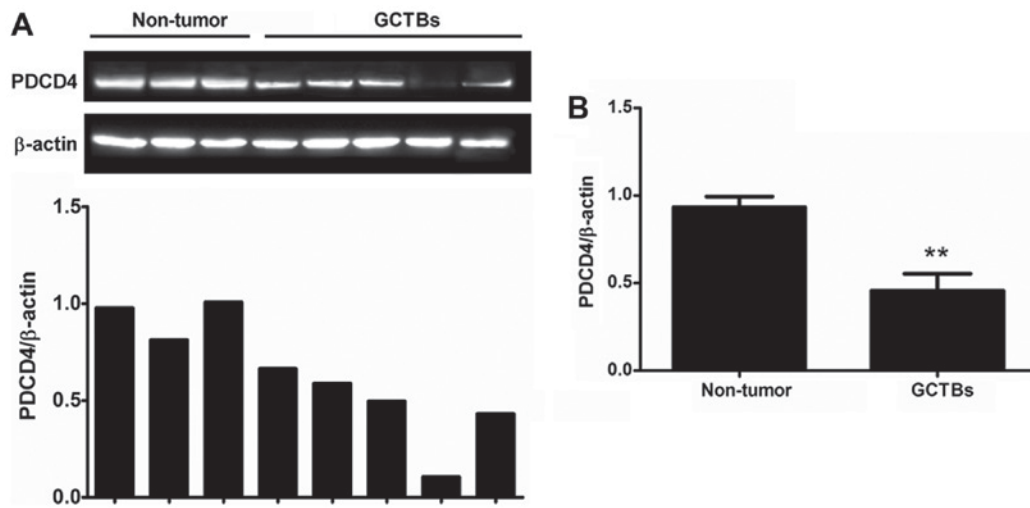 A
Non-tumor GCTBs
PDCD4
β-actin
1.5
1.0
0.5
0.0
PDCD4/β-actin
B
1.5
1.0
0.5
0.0
PDCD4/β-actin
**
Non-tumor GCTBs